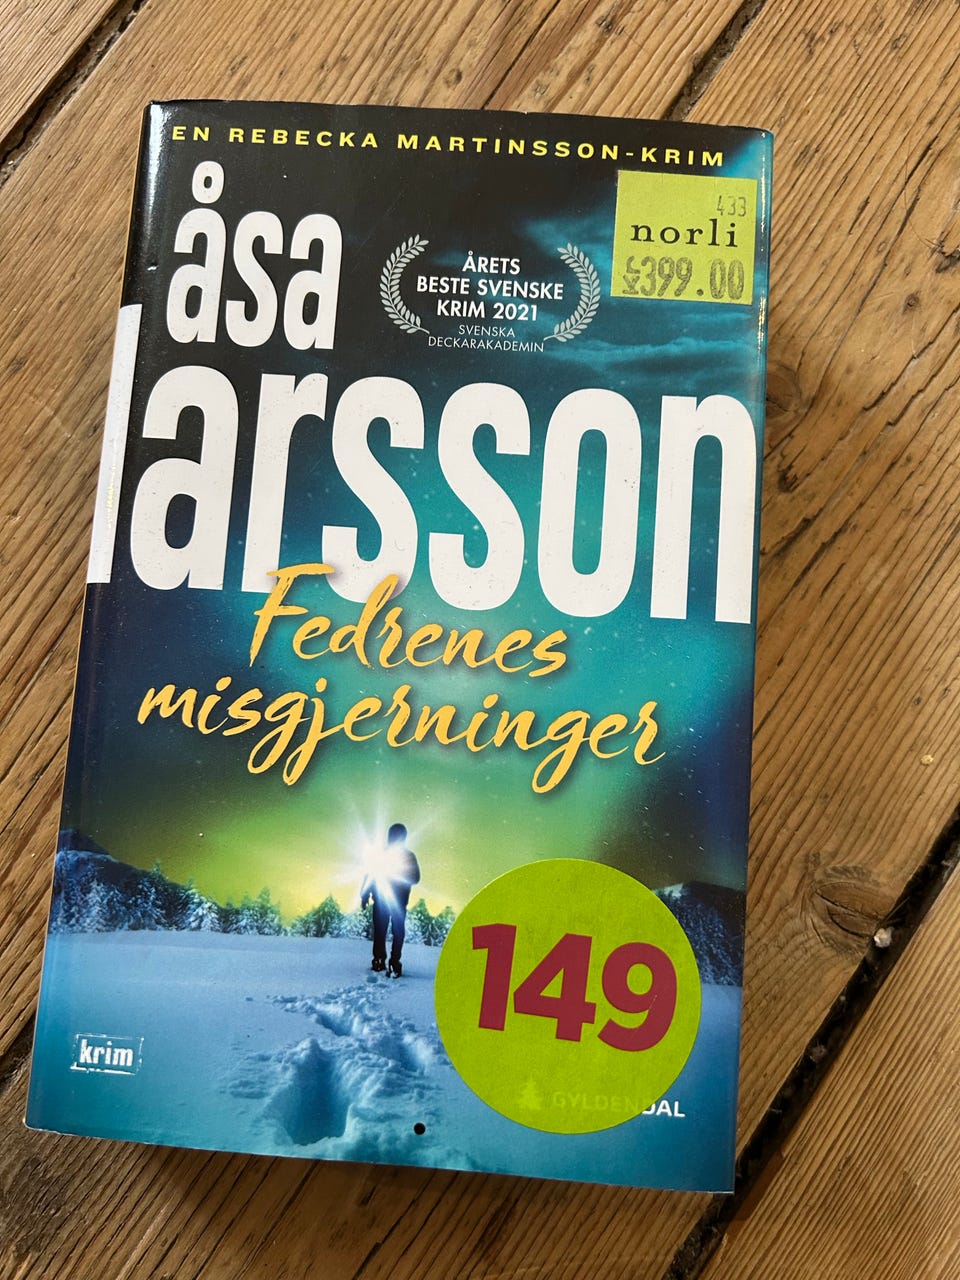 EN REBECKA MARTINSSON-KRIM
433
norli
399.00
åsa
larsson
ÅRETS
BESTE SVENSKE
KRIM 2021
SVENSKA
DECKARAKADEMIN
Fedrenes
misgjerninger
149
krim
GYLDENDAL